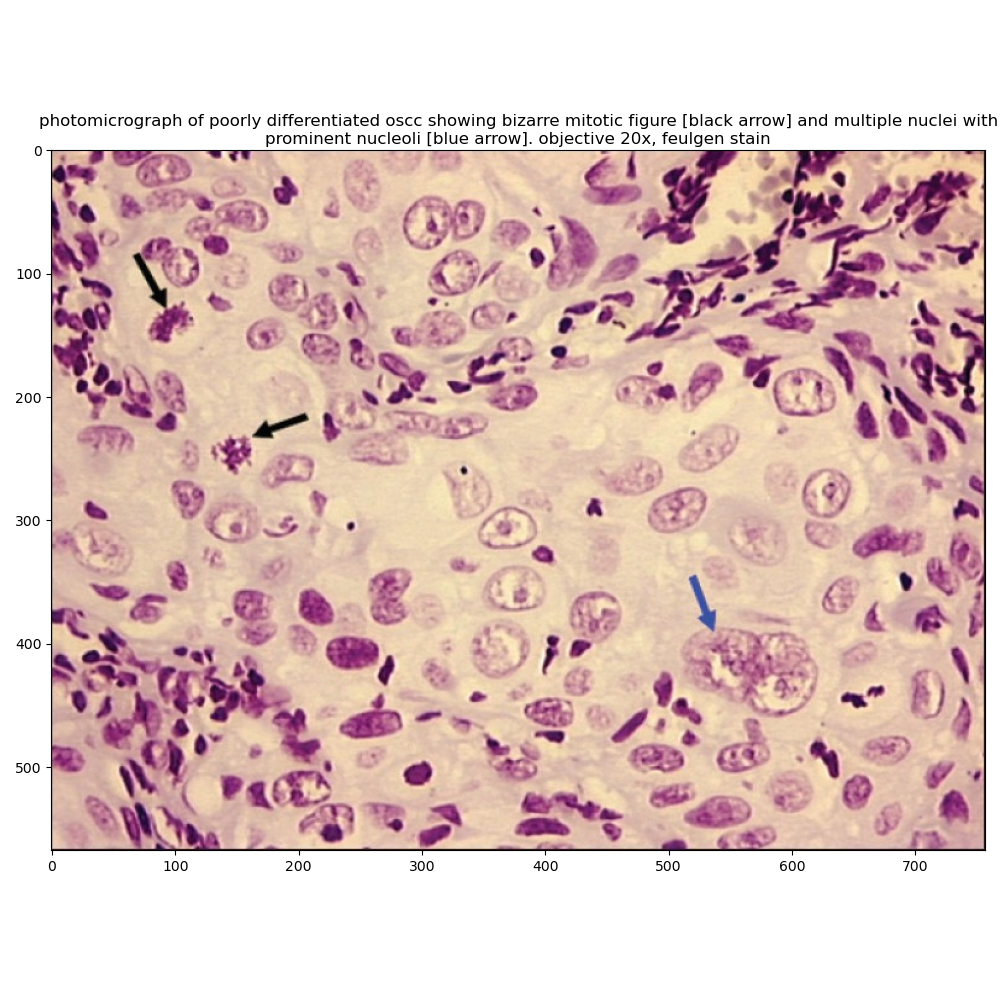 photomicrograph of poorly differentiated oscc showing bizarre mitotic figure [black arrow] and multiple nuclei with
prominent nucleoli [blue arrow]. objective 20x, feulgen stain
0
100
200
300
400
500
0 100 200 300 400 500 600 700